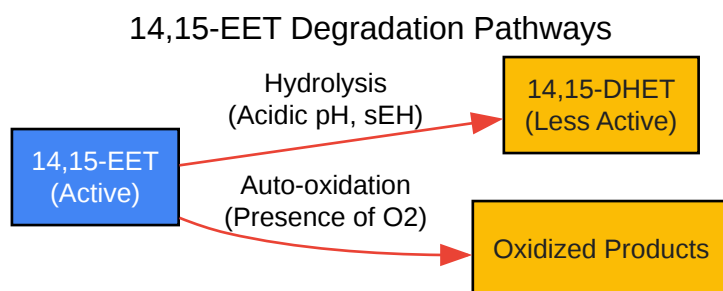 14,15-EET Degradation Pathways
Hydrolysis
(Acidic pH, sEH)
14,15-DHET
(Less Active)
14,15-EET
(Active)
Auto-oxidation
(Presence of O2)
Oxidized Products